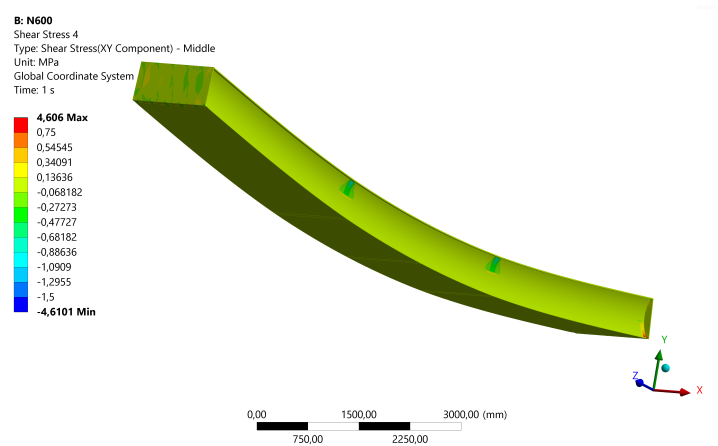 B: N600
Shear Stress 4
Type: Shear Stress(XY Component) - Middle
Unit: MPa
Global Coordinate System
Time: 1 s
4,606 Max
0,75
0,54545
0,34091
0,13636
-0,068182
-0,27273
-0,47727
-0,68182
-0,88636
-1,0909
-1,2955
-1,5
-4,6101 Min
Y
Z
X
0,00 1500,00 3000,00 (mm)
750,00 2250,00